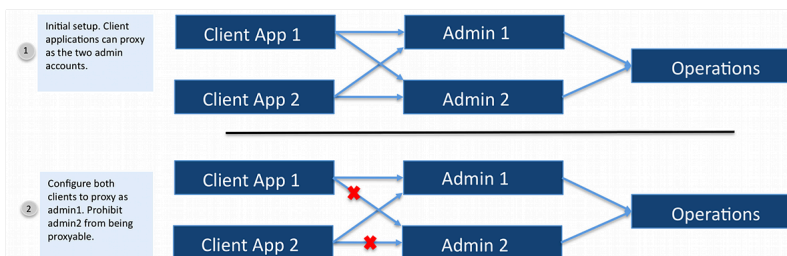 1
Initial setup. Client
applications can proxy
as the two admin
accounts.
Client App 1
Admin 1
Client App 2
Admin 2
Operations
2
Configure both
clients to proxy as
admin1. Prohibit
admin2 from being
proxyable.
Client App 1
Admin 1
Client App 2
Admin 2
Operations